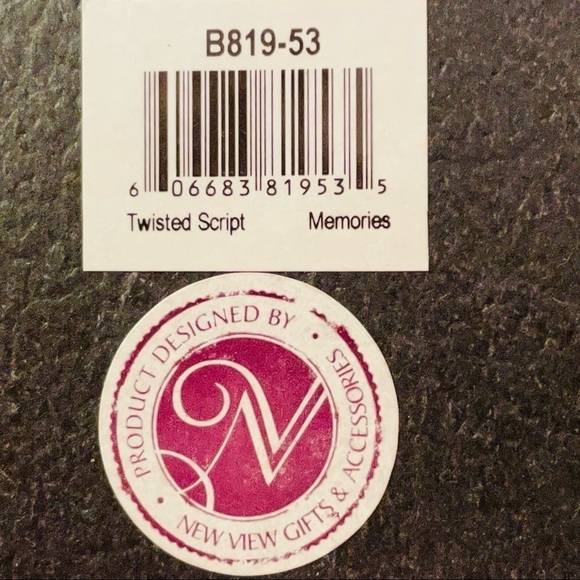 B819-53
6 06683 81953 5
Twisted Script Memories
PRODUCT DESIGNED BY
NEW VIEW GIFTS & ACCESSORIES
N